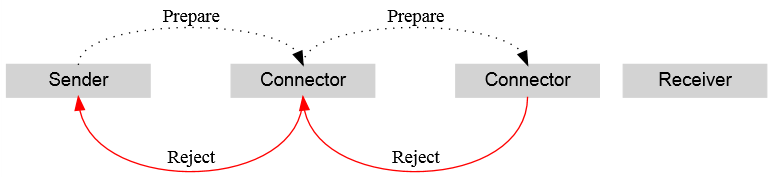 Prepare
Prepare
Sender
Connector
Connector
Receiver
Reject
Reject